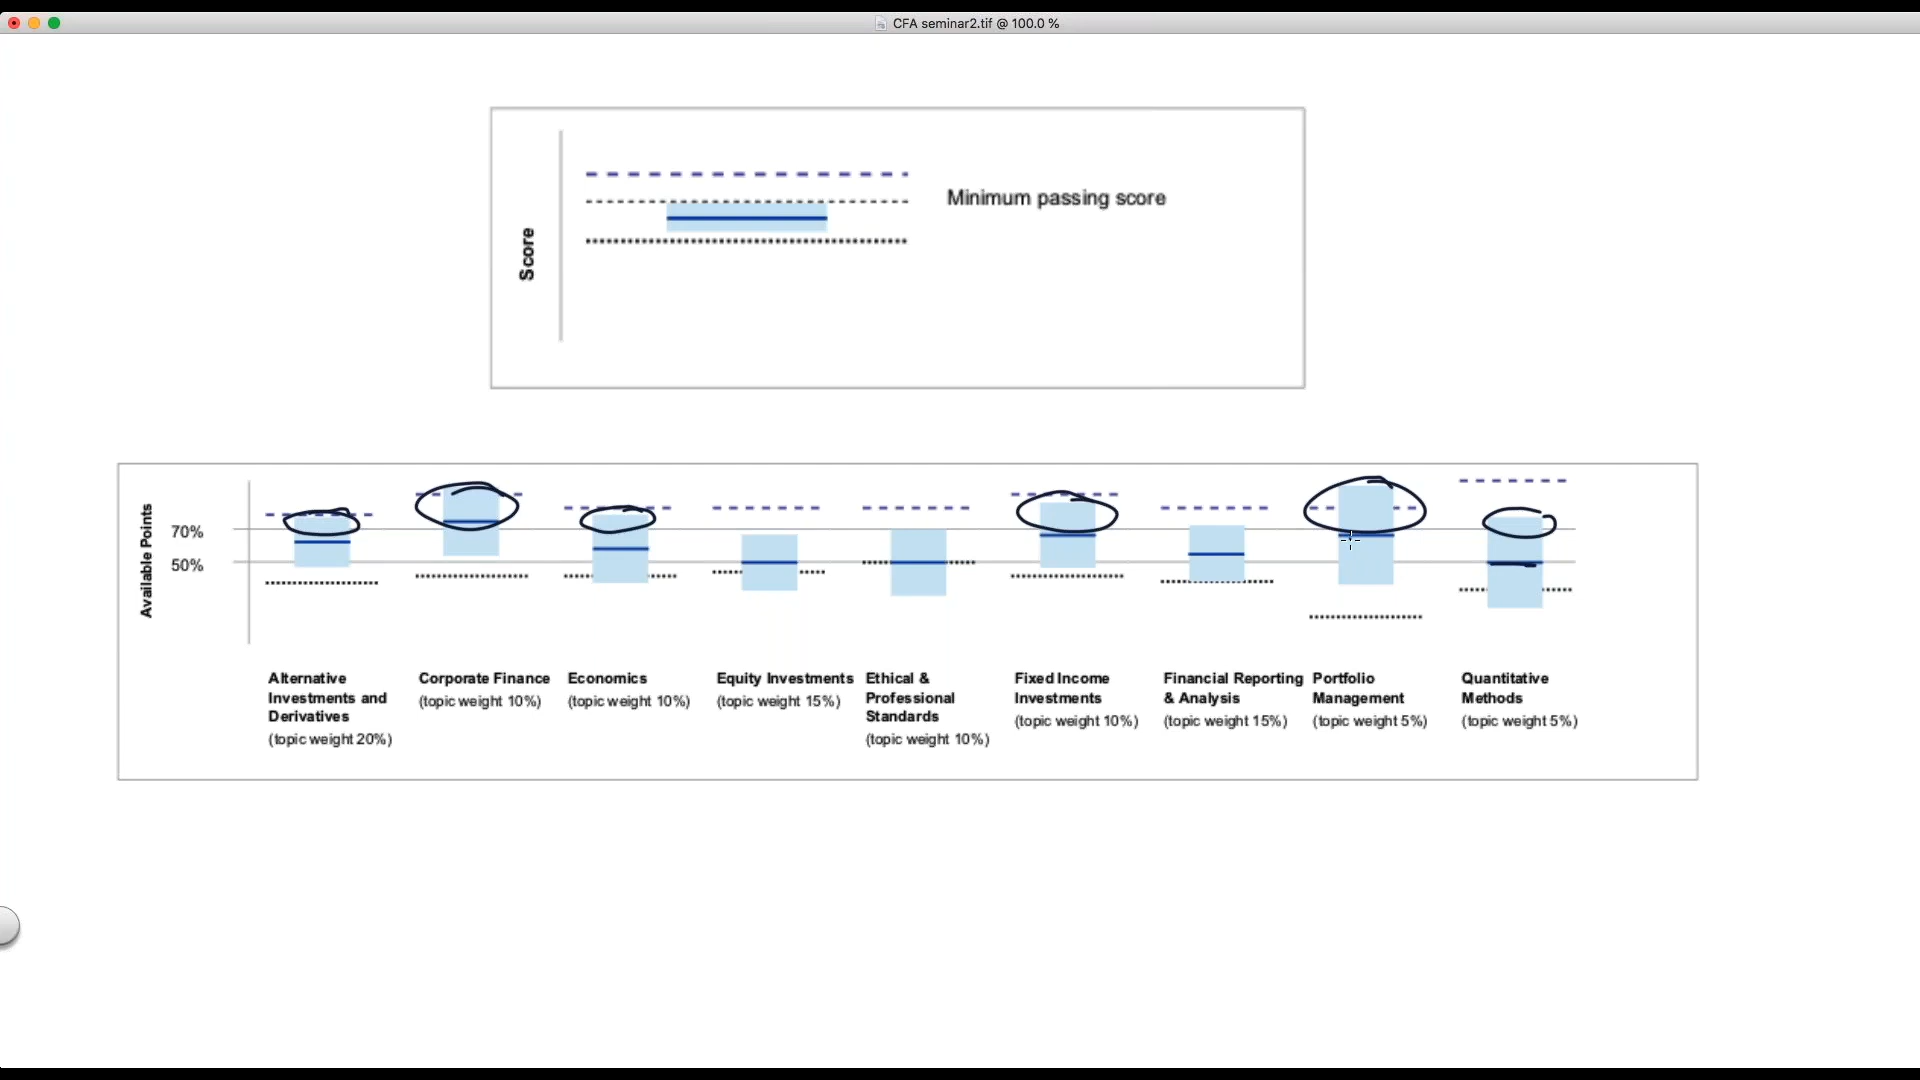 CFA seminar2.tif @ 100.0 %
Score
Minimum passing score
Available Points
70%
50%
Alternative
Investments and
Derivatives
(topic weight 20%)
Corporate Finance
(topic weight 10%)
Economics
(topic weight 10%)
Equity Investments
(topic weight 15%)
Ethical &
Professional
Standards
(topic weight 10%)
Fixed Income
Investments
(topic weight 10%)
Financial Reporting
& Analysis
(topic weight 15%)
Portfolio
Management
(topic weight 5%)
Quantitative
Methods
(topic weight 5%)